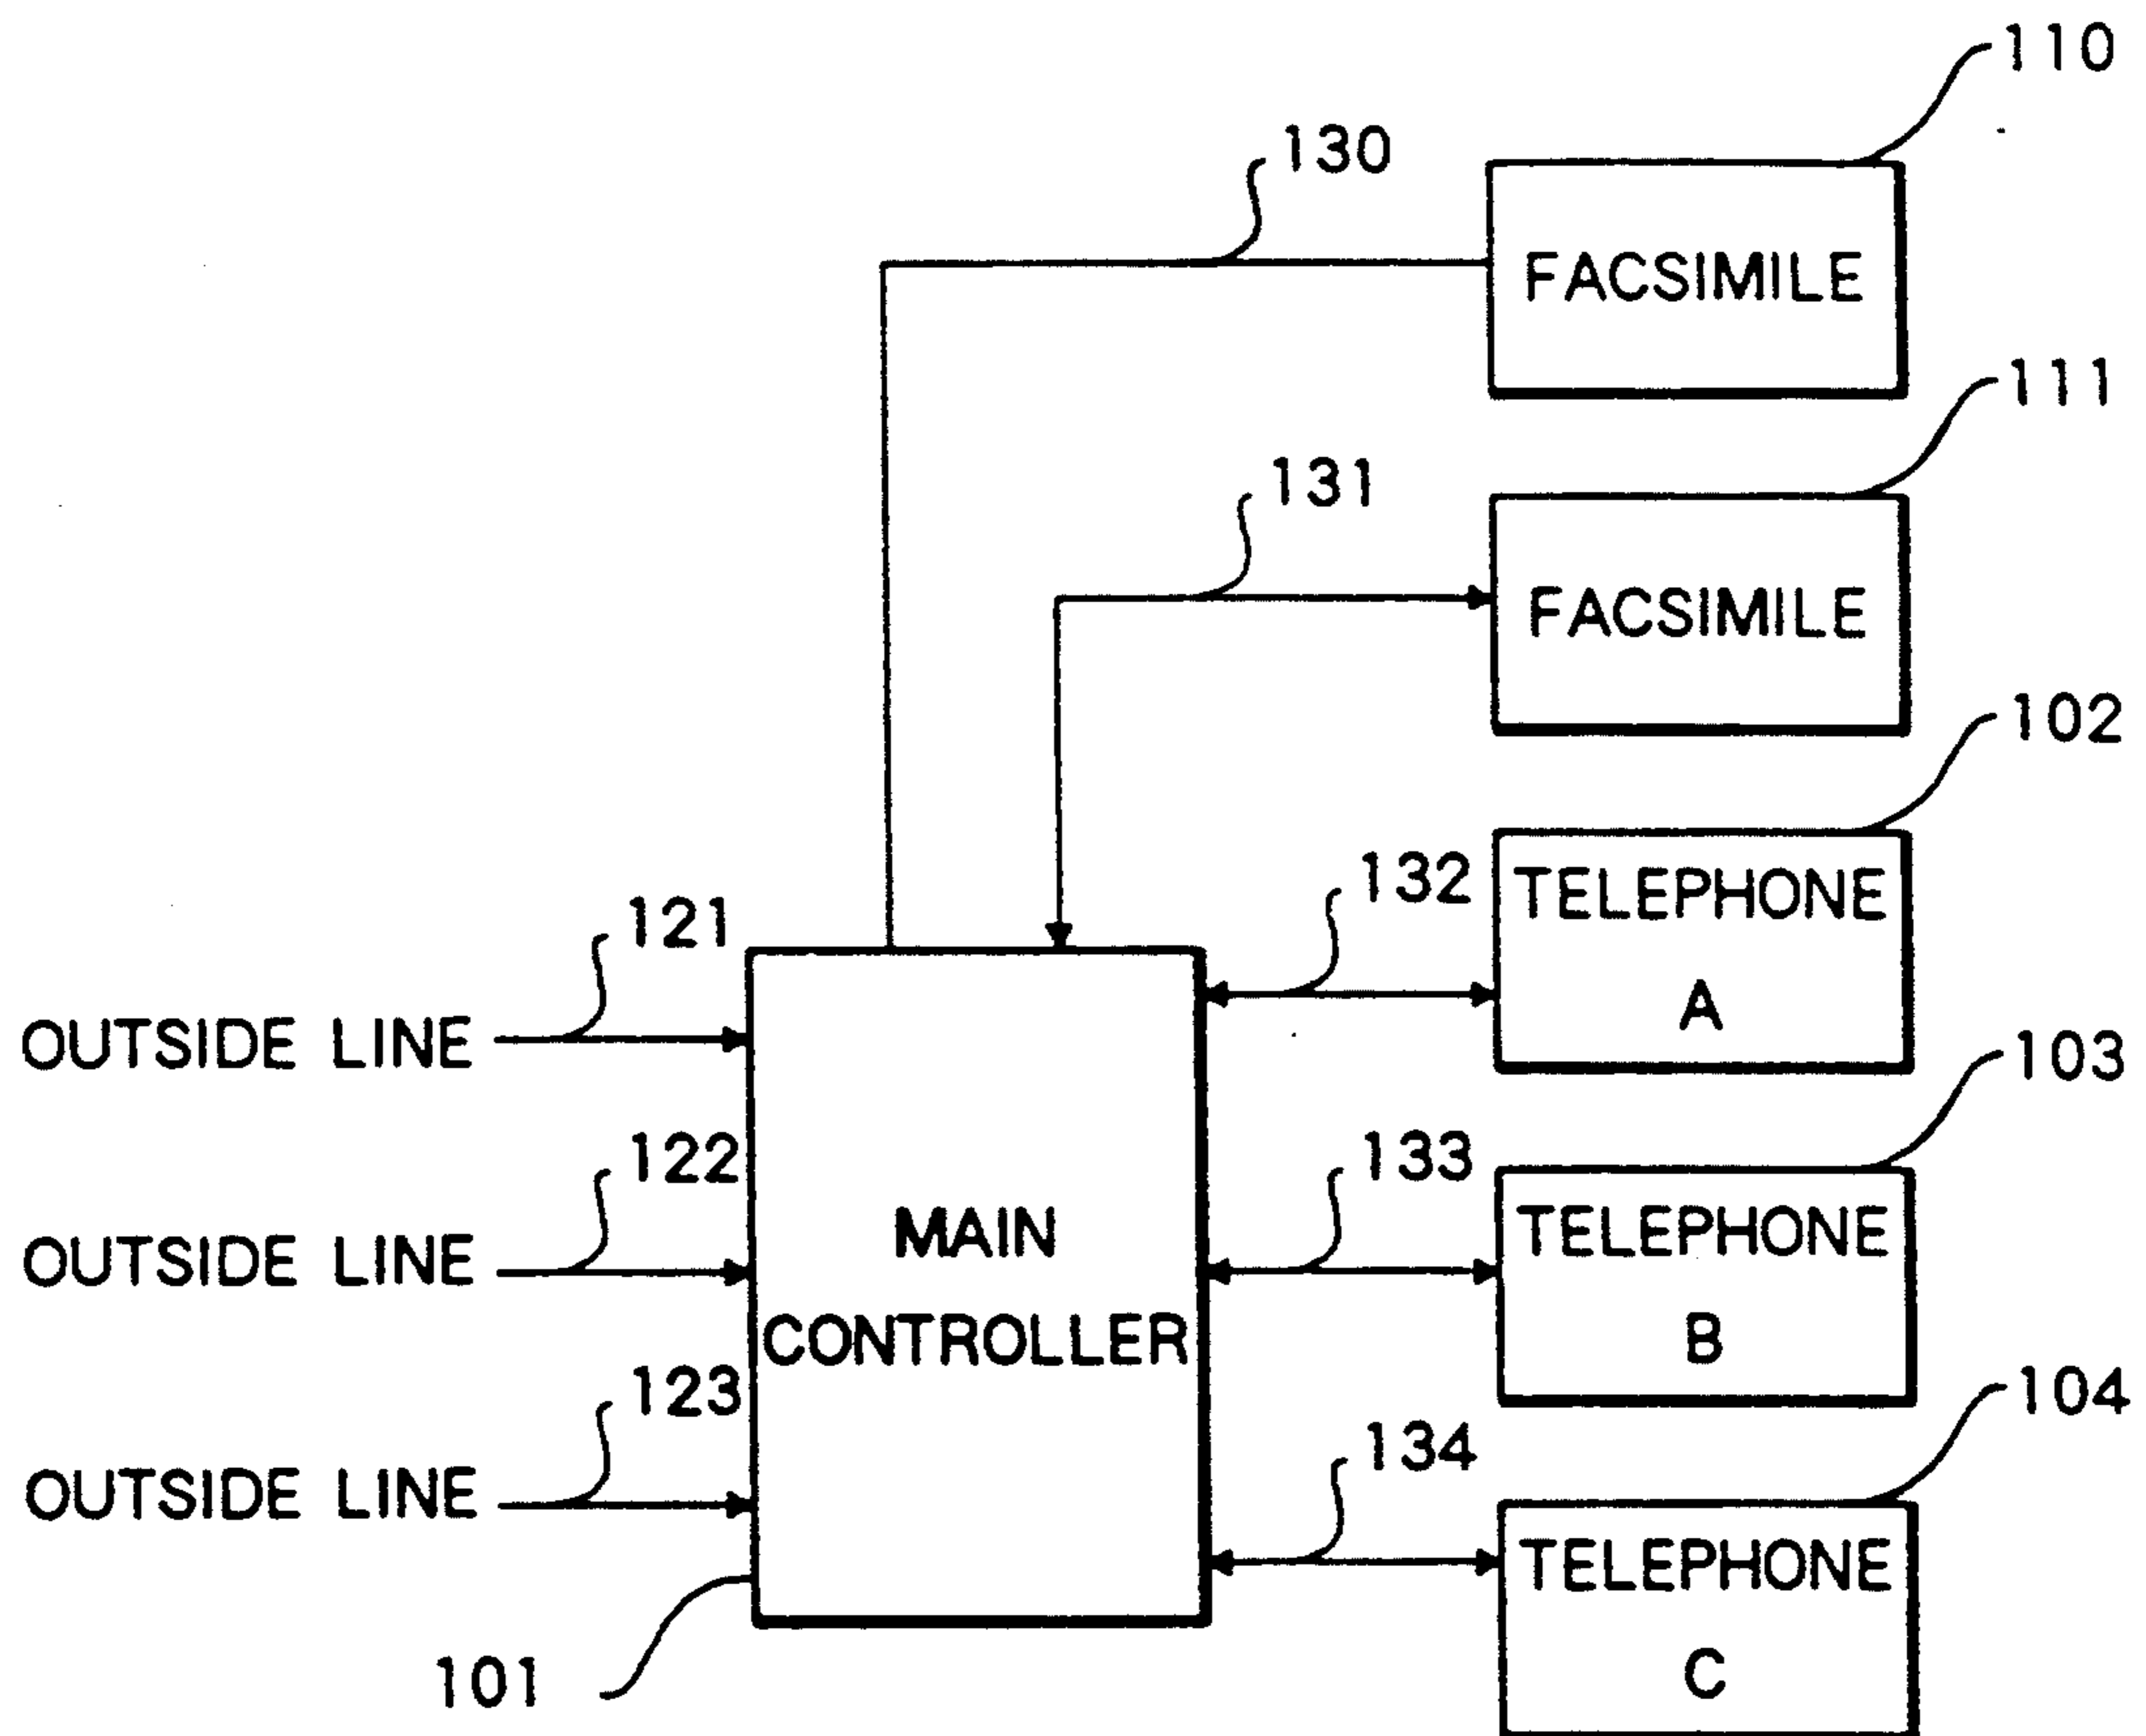 110
130
FACSIMILE
111
131
FACSIMILE
102
132
TELEPHONE
A
121
OUTSIDE LINE
103
122
133
TELEPHONE
B
OUTSIDE LINE
MAIN
CONTROLLER
123
104
134
OUTSIDE LINE
TELEPHONE
C
101